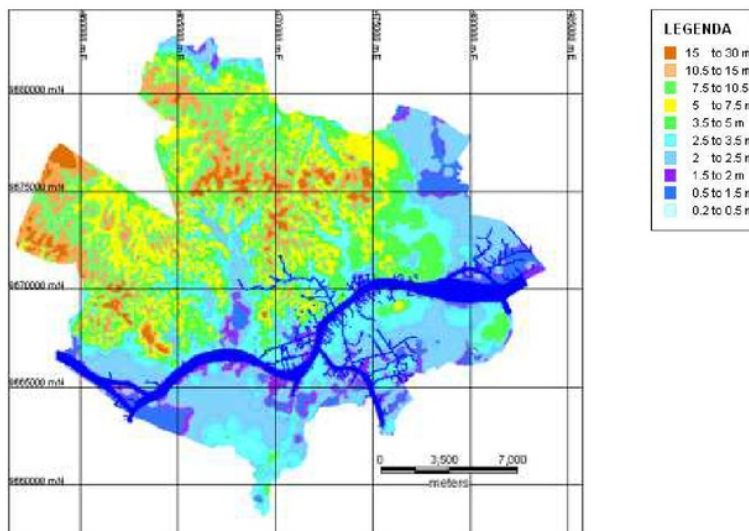 LEGENDA
15 to 30 m
10.5 to 15 m
7.5 to 10.5
5 to 7.5 m
3.5 to 5 m
2.5 to 3.5 m
2 to 2.5 m
1.5 to 2 m
0.5 to 1.5 m
0.2 to 0.5 m
9680000 mN
9675000 mN
9670000 mN
9665000 mN
9660000 mN
0 3,500 7,000
meters